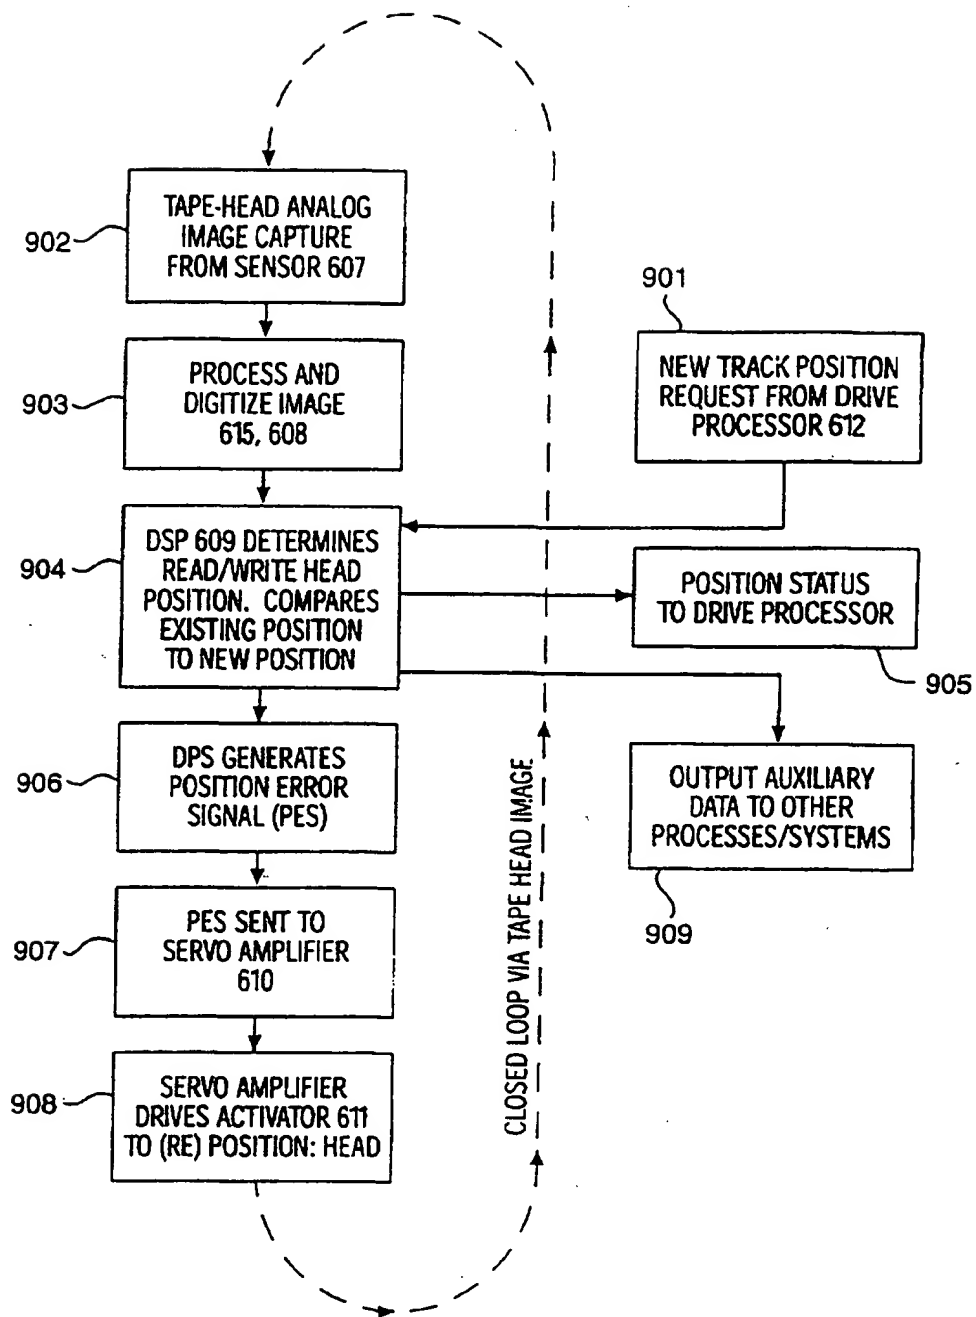 902
TAPE-HEAD ANALOG
IMAGE CAPTURE
FROM SENSOR 607
903
PROCESS AND
DIGITIZE IMAGE
615, 608
901
NEW TRACK POSITION
REQUEST FROM DRIVE
PROCESSOR 612
904
DSP 609 DETERMINES
READ/WRITE HEAD
POSITION. COMPARES
EXISTING POSITION
TO NEW POSITION
POSITION STATUS
TO DRIVE PROCESSOR
905
906
DPS GENERATES
POSITION ERROR
SIGNAL (PES)
OUTPUT AUXILIARY
DATA TO OTHER
PROCESSES/SYSTEMS
909
907
PES SENT TO
SERVO AMPLIFIER
610
908
SERVO AMPLIFIER
DRIVES ACTIVATOR 611
TO (RE) POSITION: HEAD
CLOSED LOOP VIA TAPE HEAD IMAGE